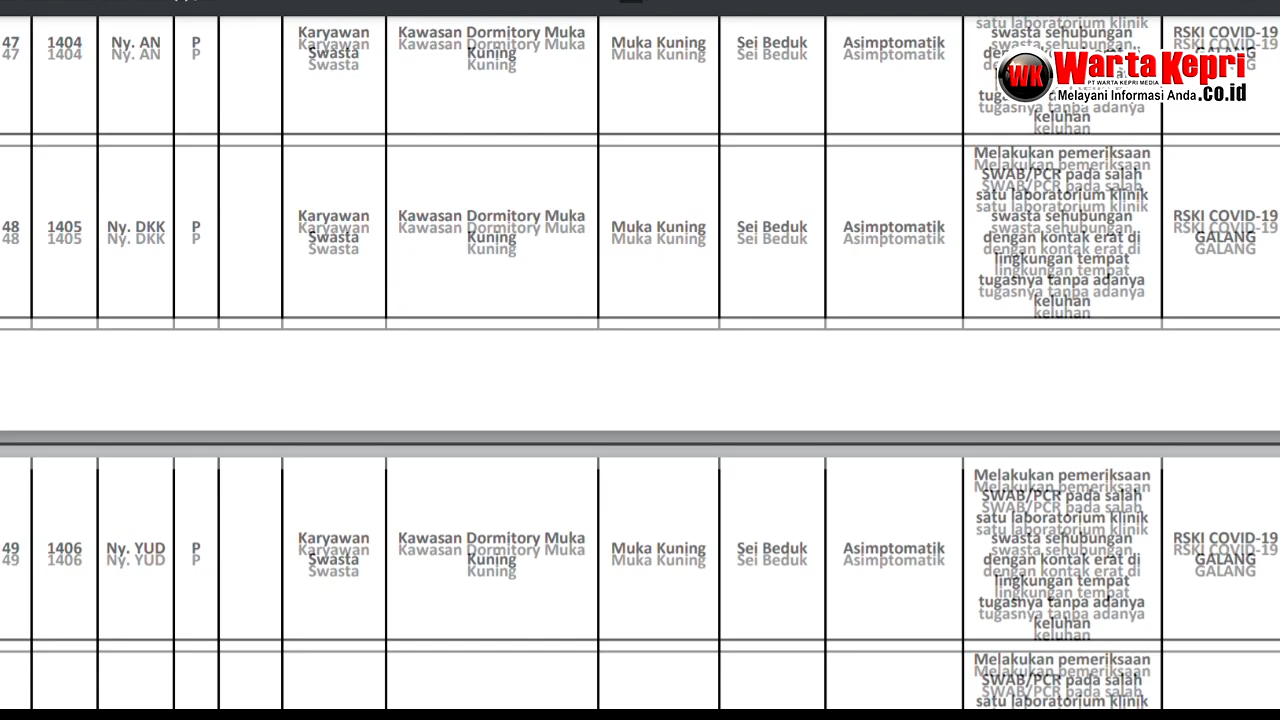 satu laboratorium klinik
47 1404 Ny. AN P Karyawan Swasta Kawasan Dormitory Muka Kuning Muka Kuning Sei Beduk Asimptomatik swasta sehubungan RSKI COVID-19 GALANG
keluhan
WK Warta Kepri
PT WARTA KEPRI MEDIA
Melayani Informasi Anda .co.id
tugasnya tanpa adanya
keluhan
48 1405 Ny. DKK P
Karyawan
Swasta
Kawasan Dormitory Muka
Kuning
Muka Kuning
Sei Beduk
Asimptomatik
Melakukan pemeriksaan
SWAB/PCR pada salah
satu laboratorium klinik
swasta sehubungan
dengan kontak erat di
lingkungan tempat
tugasnya tanpa adanya
keluhan
RSKI COVID-19
GALANG
49 1406 Ny. YUD P
Karyawan
Swasta
Kawasan Dormitory Muka
Kuning
Muka Kuning
Sei Beduk
Asimptomatik
Melakukan pemeriksaan
SWAB/PCR pada salah
satu laboratorium klinik
swasta sehubungan
dengan kontak erat di
lingkungan tempat
tugasnya tanpa adanya
keluhan
RSKI COVID-19
GALANG
Melakukan pemeriksaan
SWAB/PCR pada salah
satu laboratorium klinik